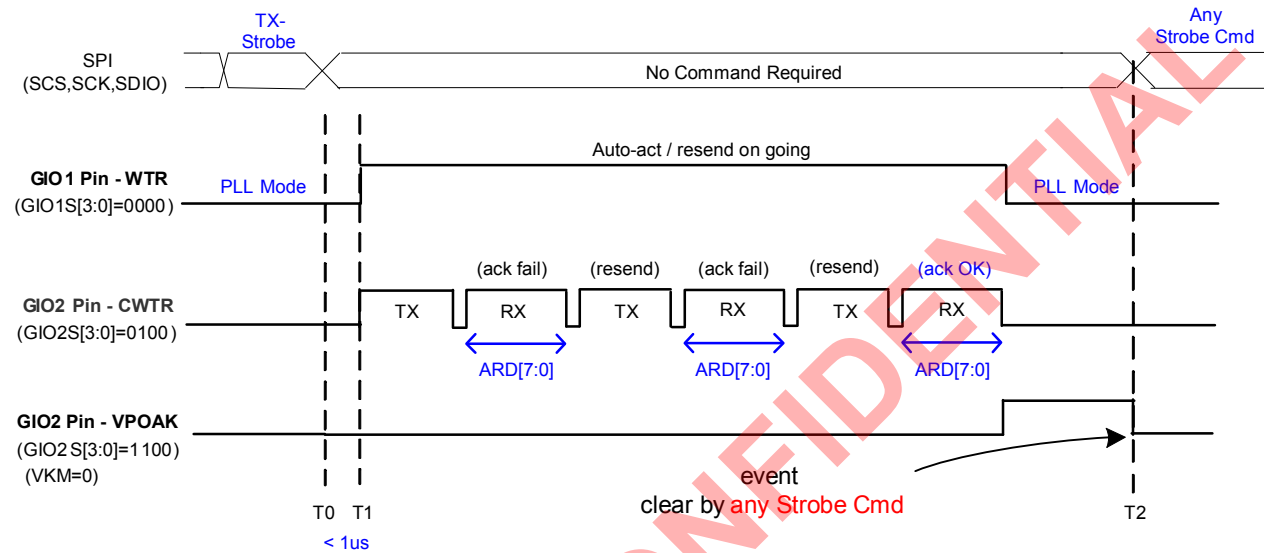 TX-
Strobe
Any
Strobe Cmd
SPI
(SCS,SCK,SDIO)
No Command Required
Auto-act / resend on going
GIO1 Pin - WTR
(GIO1S[3:0]=0000)
PLL Mode
PLL Mode
(ack fail)
(resend)
(ack fail)
(resend)
(ack OK)
GIO2 Pin - CWTR
(GIO2S[3:0]=0100)
TX
RX
TX
RX
TX
RX
ARD[7:0]
ARD[7:0]
ARD[7:0]
GIO2 Pin - VPOAK
(GIO2S[3:0]=1100)
(VKM=0)
event
clear by any Strobe Cmd
T0
T1
T2
< 1us
ONFIDENTIAL